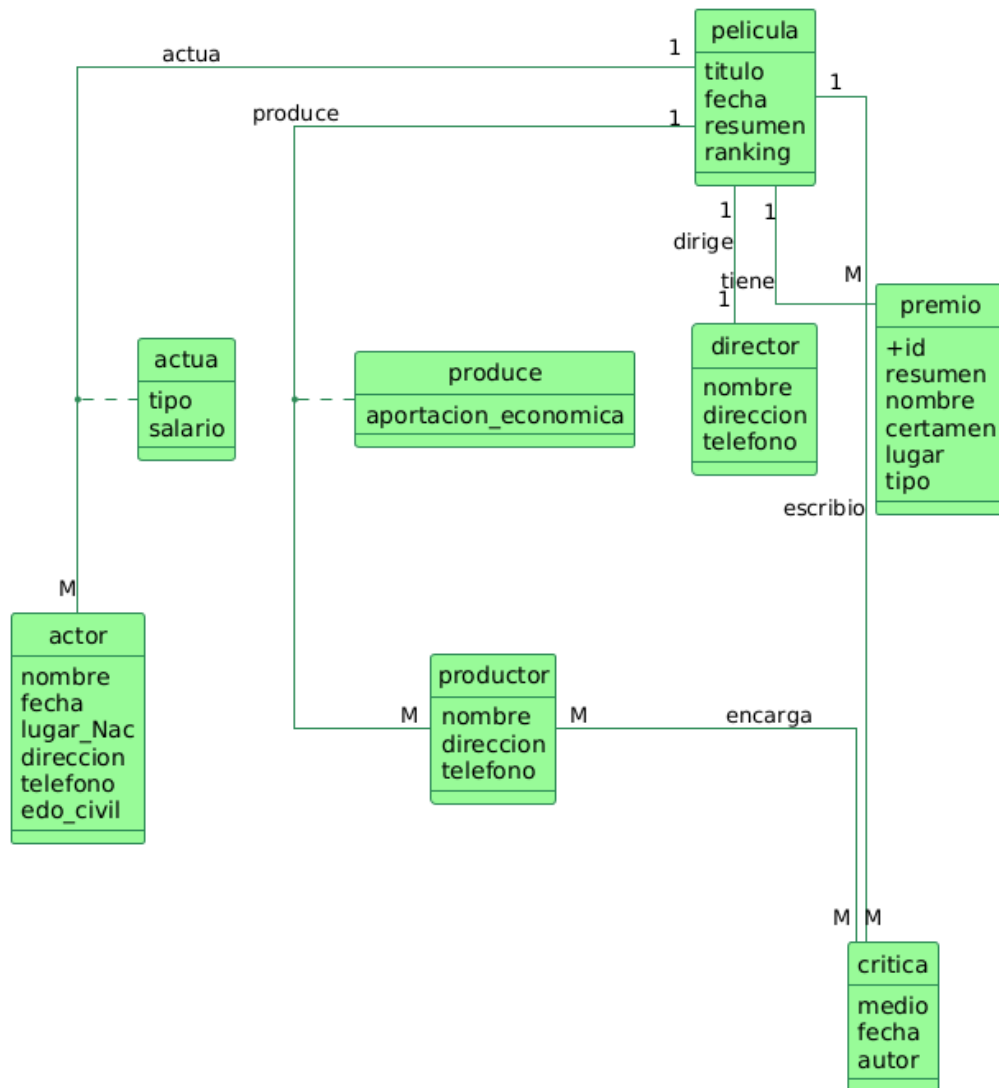 pelicula
titulo
fecha
resumen
ranking
actua
1
1
produce
1
1
dirige
1
tiene
1
M
premio
+id
resumen
nombre
certamen
lugar
tipo
director
nombre
direccion
telefono
actua
tipo
salario
produce
aportacion_economica
escribio
M
actor
nombre
fecha
lugar_Nac
direccion
telefono
edo_civil
productor
nombre
direccion
telefono
M
M
encarga
M
M
critica
medio
fecha
autor